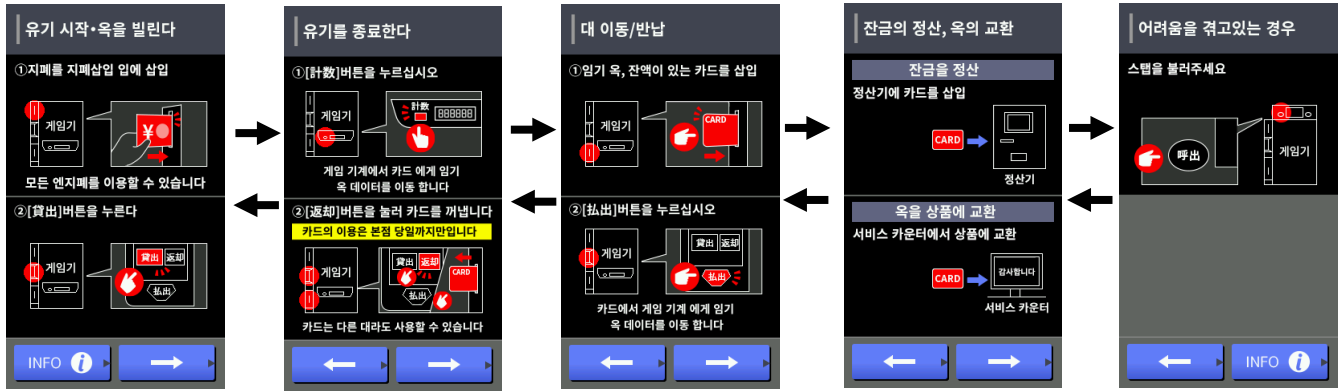 유기 시작・옥을 빌린다
①지폐를 지폐삽입 입에 삽입
게임기
¥
모든 엔지폐를 이용할 수 있습니다
②[貸出]버튼을 누른다
게임기
貸出 返却
払出
INFO i
유기를 종료한다
①[計数]버튼을 누르십시오
게임기
計数
888888
게임 기계에서 카드 에게 임기
옥 데이터를 이동 합니다
②[返却]버튼을 눌러 카드를 꺼냅니다
카드의 이용은 본점 당일까지만입니다
게임기
貸出 返却
払出
CARD
카드는 다른 대라도 사용할 수 있습니다
대 이동/반납
①임기 옥, 잔액이 있는 카드를 삽입
게임기
CARD
②[払出]버튼을 누르십시오
게임기
貸出 返却
払出
카드에서 게임 기계 에게 임기
옥 데이터를 이동 합니다
잔금의 정산, 옥의 교환
잔금을 정산
정산기에 카드를 삽입
CARD
정산기
옥을 상품에 교환
서비스 카운터에서 상품에 교환
CARD
감사합니다
서비스 카운터
어려움을 겪고있는 경우
스탭을 불러주세요
呼出
게임기
INFO i